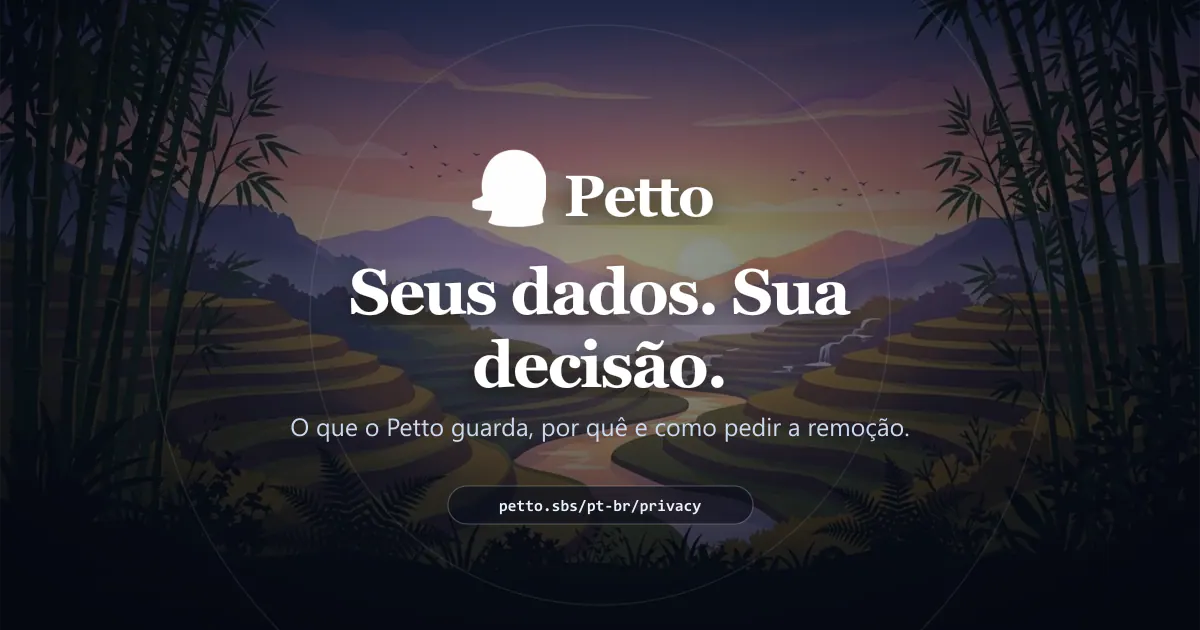 Petto
Seus dados. Sua
decisão.
O que o Petto guarda, por quê e como pedir a remoção.
petto.sbs/pt-br/privacy